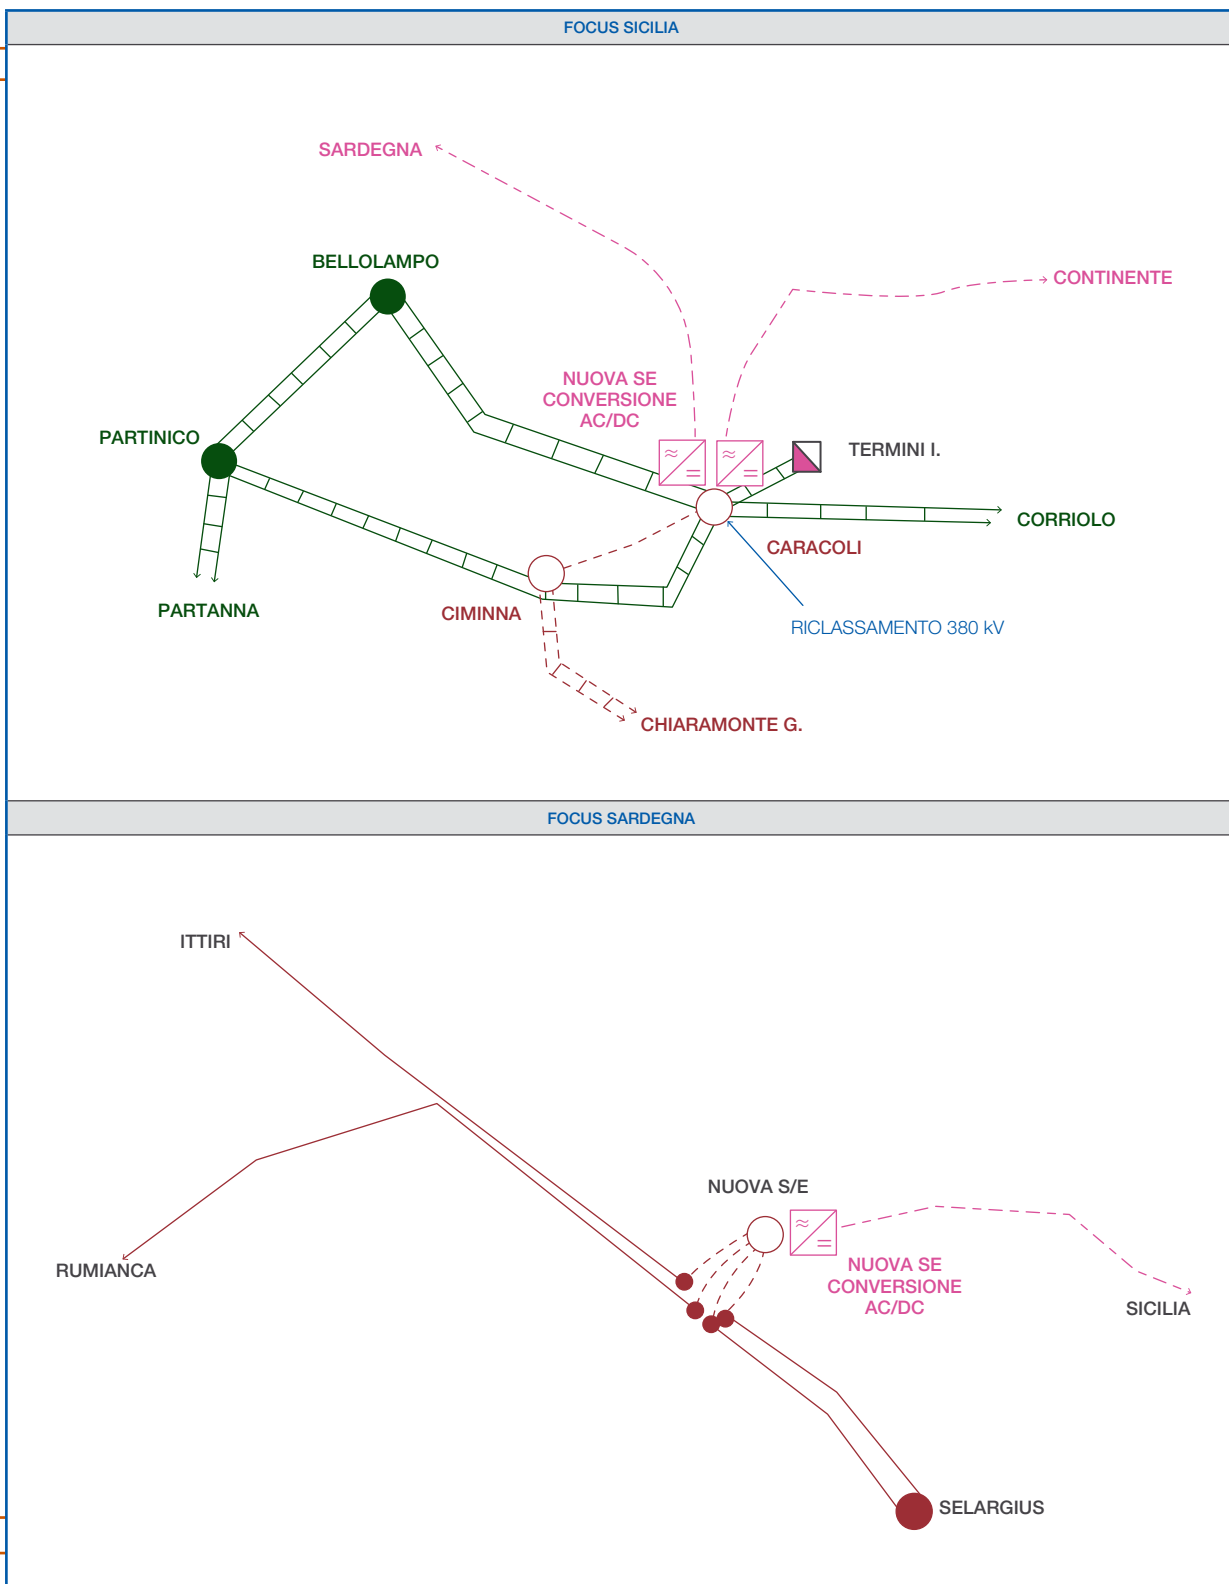 FOCUS SICILIA
SARDEGNA
BELLOLAMPO
CONTINENTE
NUOVA SE
CONVERSIONE
AC/DC
PARTINICO
TERMINI I.
CORRIOLO
CARACOLI
PARTANNA
CIMINNA
RICLASSAMENTO 380 kV
CHIARAMONTE G.
FOCUS SARDEGNA
ITTIRI
NUOVA S/E
RUMIANCA
NUOVA SE
CONVERSIONE
AC/DC
SICILIA
SELARGIUS